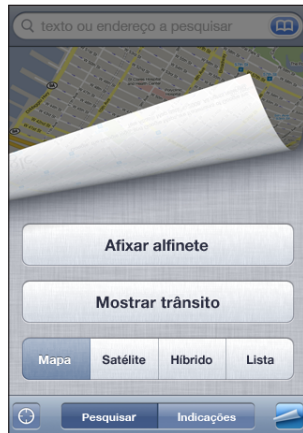 texto ou endereço a pesquisar
Afixar alfinete
Mostrar trânsito
Mapa Satélite Híbrido Lista
Pesquisar Indicações